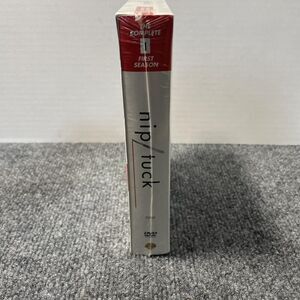 THE
COMPLETE
1
FIRST
SEASON
nip/tuck
DVD